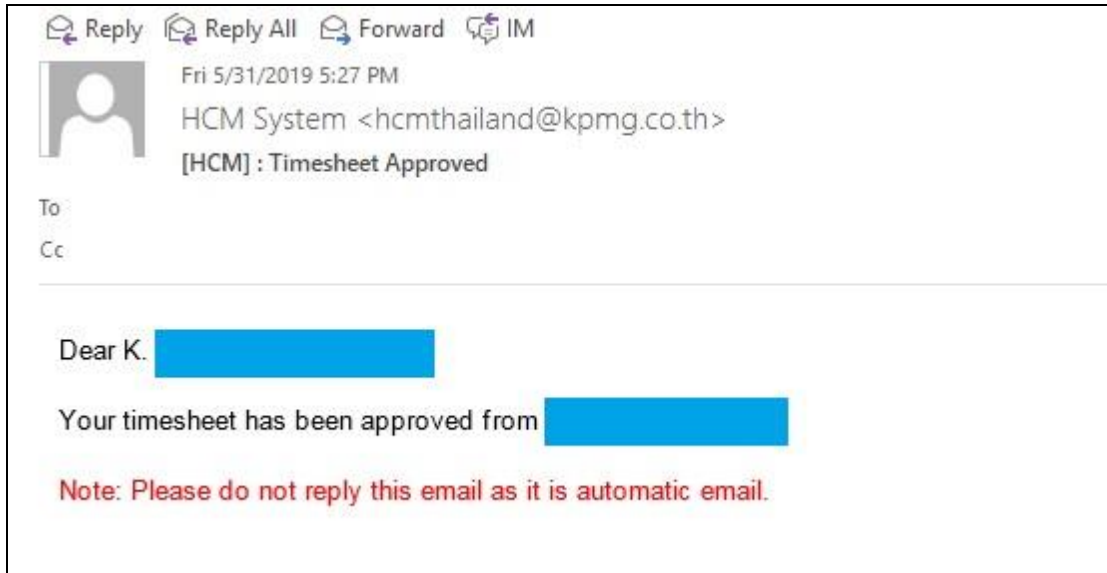 Reply Reply All Forward IM
Fri 5/31/2019 5:27 PM
HCM System <hcmthailand@kpmg.co.th>
[HCM] : Timesheet Approved
To
Cc
Dear K.
Your timesheet has been approved from
Note: Please do not reply this email as it is automatic email.